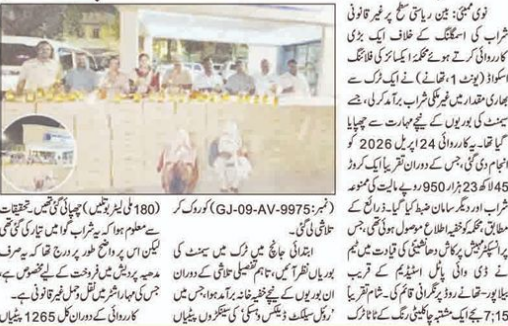 نوی ممبئی: بین ریاستی سطح پر غیر قانونی
شراب کی اسمگلنگ کے خلاف ایک بڑی
کارروائی کرتے ہوئے محکمۂ ایکسائز کی فلائنگ
اسکواڈ (یونٹ 1، تھانے) نے ایک ٹرک سے
بھاری مقدار میں غیر ملکی شراب برآمد کر لی، جسے
سیمنٹ کی بوریوں کے نیچے مہارت سے چھپایا
گیا تھا۔ یہ کارروائی 24 اپریل 2026 کو
انجام دی گئی، جس کے دوران تقریباً ایک کروڑ
45 لاکھ 23 ہزار 950 روپے مالیت کی ممنوعہ
شراب اور دیگر سامان ضبط کیا گیا۔ ذرائع کے
مطابق محکمہ کو خفیہ اطلاع موصول ہوئی تھی، جس
پر انسپکٹر مہیش پرکاش دھانشیٹی کی قیادت میں ٹیم
نے ڈی وائی پاٹل اسٹیڈیم کے قریب
بیلاپور-تھانے روڈ پر نگرانی قائم کی۔ شام تقریباً
7:15 بجے ایک مشتبہ چاکلیٹی رنگ کے ٹاٹا ٹرک
(نمبر: GJ-09-AV-9975) کو روک کر
تلاشی لی گئی۔
ابتدائی جانچ میں ٹرک میں سیمنٹ کی
بوریاں نظر آئیں، تاہم تفصیلی تلاشی کے دوران
ان بوریوں کے نیچے خفیہ خانہ برآمد ہوا، جس میں
’روئل سلیکٹ ڈیلکس وہسکی‘ کی سینکڑوں پیٹیاں
(180 ملی لیٹر بوتلیں) چھپائی گئی تھیں۔ تحقیقات
سے معلوم ہوا کہ یہ شراب گوا میں تیار کی گئی تھی
لیکن اس پر واضح طور پر درج تھا کہ یہ صرف
مدھیہ پردیش میں فروخت کے لیے مخصوص ہے،
جس کی مہاراشٹر میں نقل و حمل غیر قانونی ہے۔
کارروائی کے دوران کل 1265 پیٹیاں